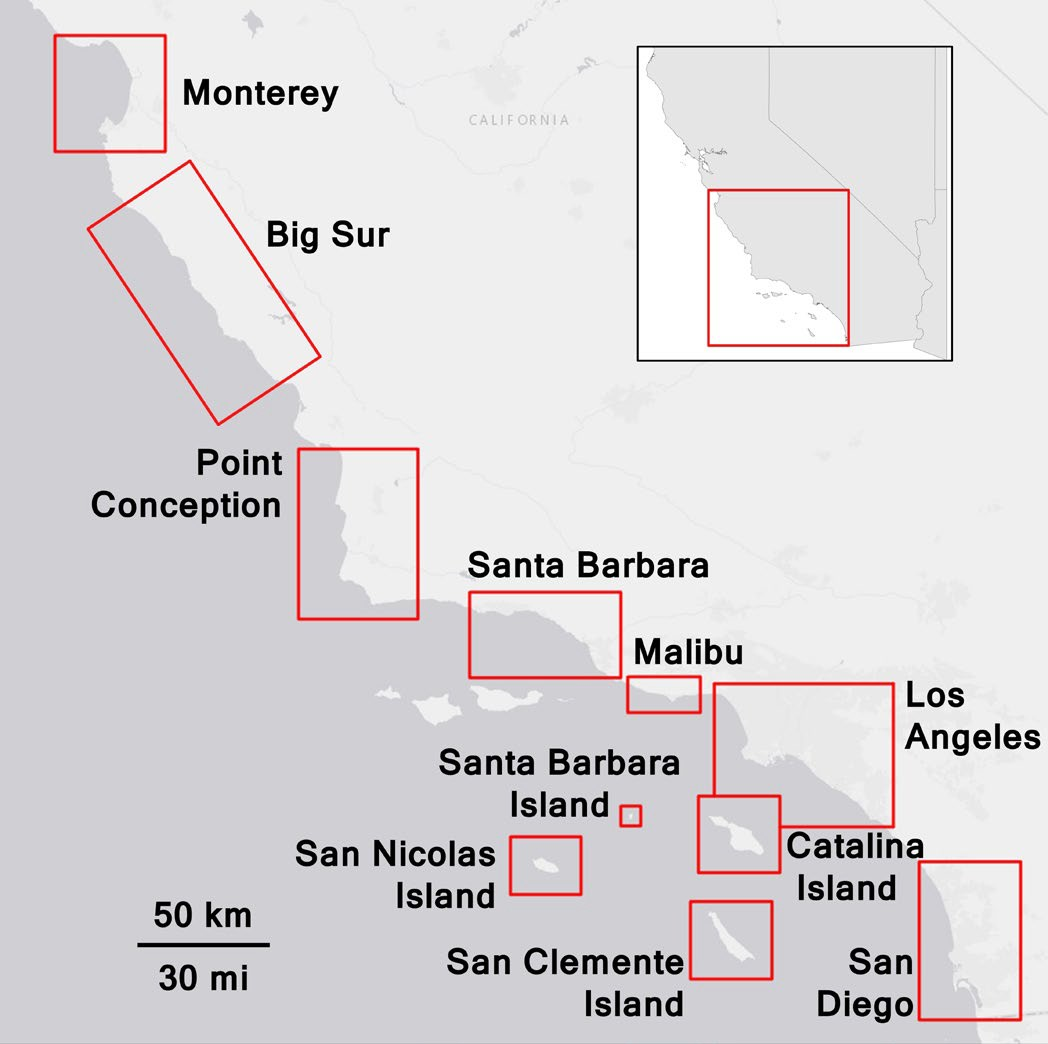 Monterey
CALIFORNIA
Big Sur
Point
Conception
Santa Barbara
Malibu
Los
Angeles
Santa Barbara
Island
San Nicolas
Island
Catalina
Island
San Clemente
Island
San
Diego
50 km
30 mi